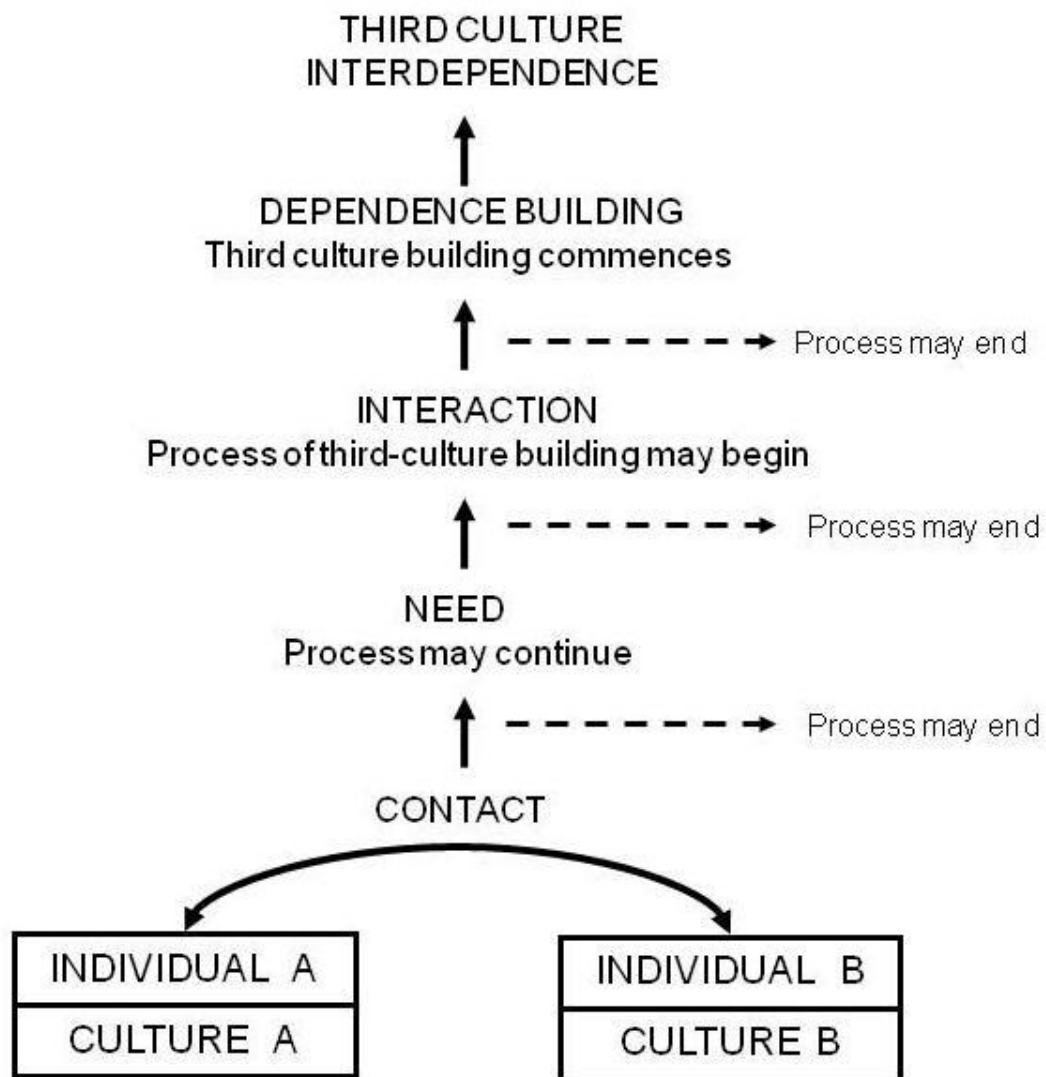 THIRD CULTURE
INTERDEPENDENCE
DEPENDENCE BUILDING
Third culture building commences
Process may end
INTERACTION
Process of third-culture building may begin
Process may end
NEED
Process may continue
Process may end
CONTACT
INDIVIDUAL A
CULTURE A
INDIVIDUAL B
CULTURE B